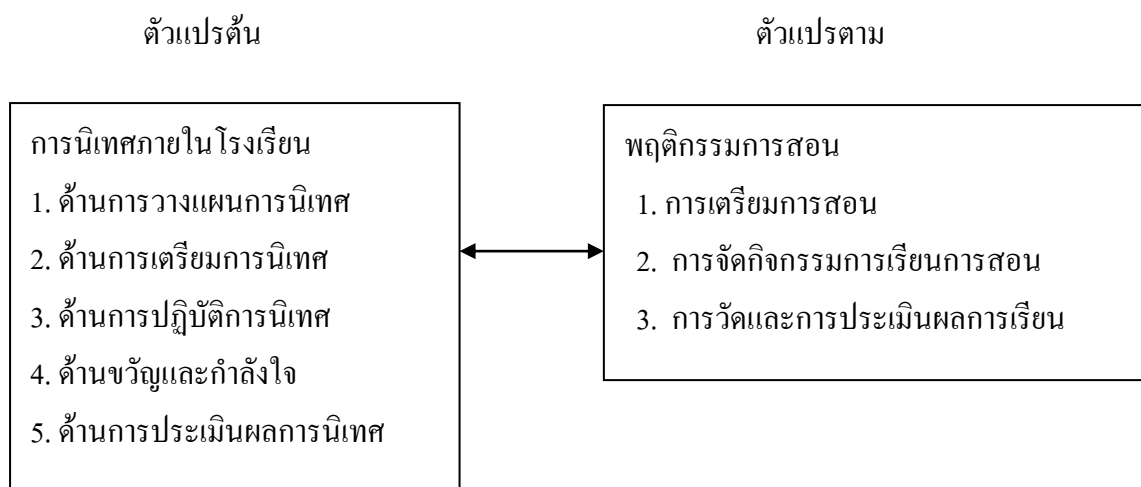 ตัวแปรต้น
ตัวแปรตาม
การนิเทศภายในโรงเรียน
1. ด้านการวางแผนการนิเทศ
2. ด้านการเตรียมการนิเทศ
3. ด้านการปฏิบัติการนิเทศ
4. ด้านขวัญและกำลังใจ
5. ด้านการประเมินผลการนิเทศ
พฤติกรรมการสอน
1. การเตรียมการสอน
2. การจัดกิจกรรมการเรียนการสอน
3. การวัดและการประเมินผลการเรียน